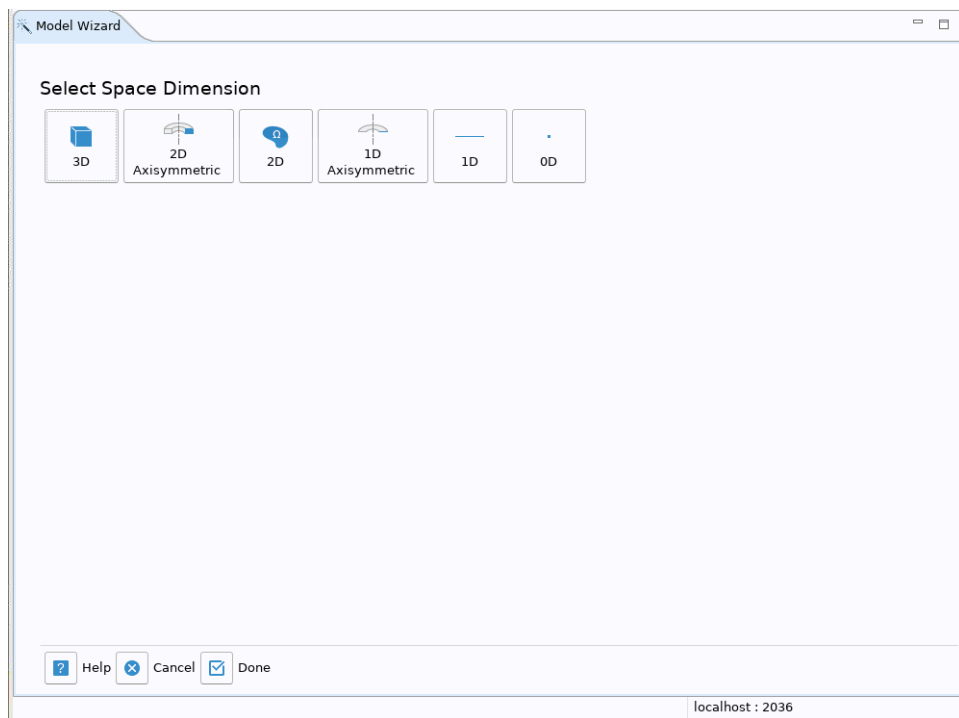 Model Wizard
Select Space Dimension
3D
2D
Axisymmetric
Ω
2D
1D
Axisymmetric
1D
0D
? Help Cancel Done
localhost : 2036